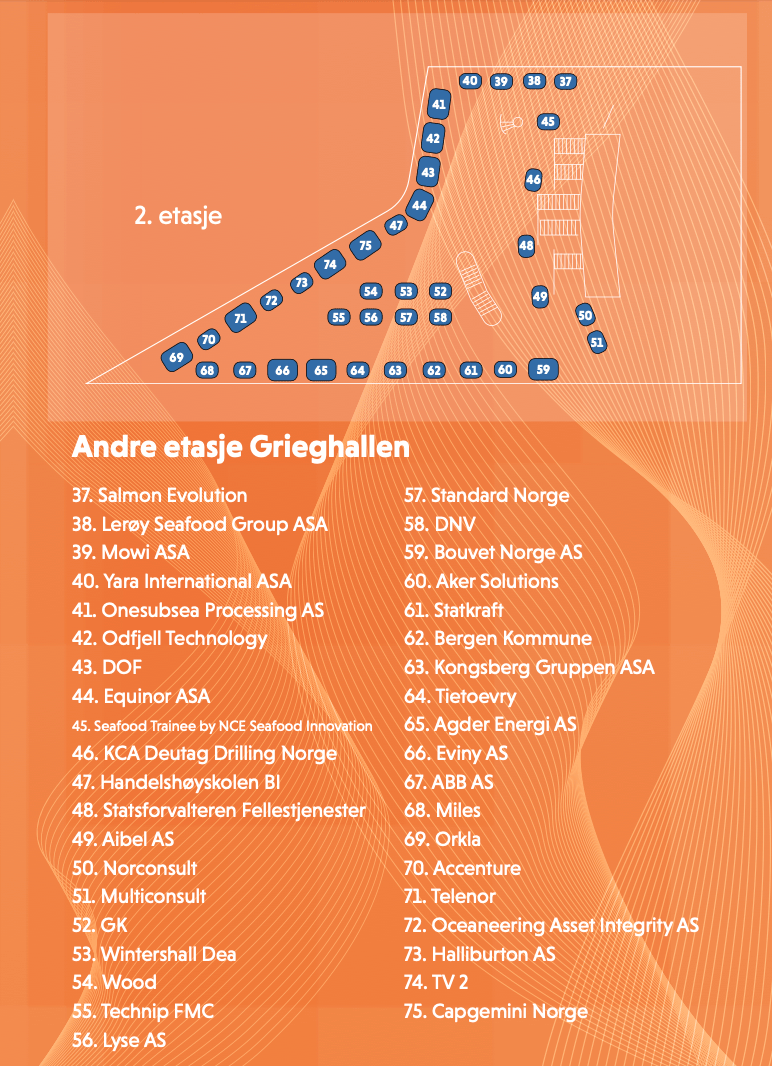 40 39 38 37
41
45
42
43
46
44
2. etasje
47
75
48
74
73
54 53 52
49
72
55 56 57 58
71
50
70
51
69
68 67 66 65 64 63 62 61 60 59
Andre etasje Grieghallen
37. Salmon Evolution
38. Lerøy Seafood Group ASA
39. Mowi ASA
40. Yara International ASA
41. Onesubsea Processing AS
42. Odfjell Technology
43. DOF
44. Equinor ASA
45. Seafood Trainee by NCE Seafood Innovation
46. KCA Deutag Drilling Norge
47. Handelshøyskolen BI
48. Statsforvalteren Fellestjenester
49. Aibel AS
50. Norconsult
51. Multiconsult
52. GK
53. Wintershall Dea
54. Wood
55. Technip FMC
56. Lyse AS
57. Standard Norge
58. DNV
59. Bouvet Norge AS
60. Aker Solutions
61. Statkraft
62. Bergen Kommune
63. Kongsberg Gruppen ASA
64. Tietoevry
65. Agder Energi AS
66. Eviny AS
67. ABB AS
68. Miles
69. Orkla
70. Accenture
71. Telenor
72. Oceaneering Asset Integrity AS
73. Halliburton AS
74. TV 2
75. Capgemini Norge